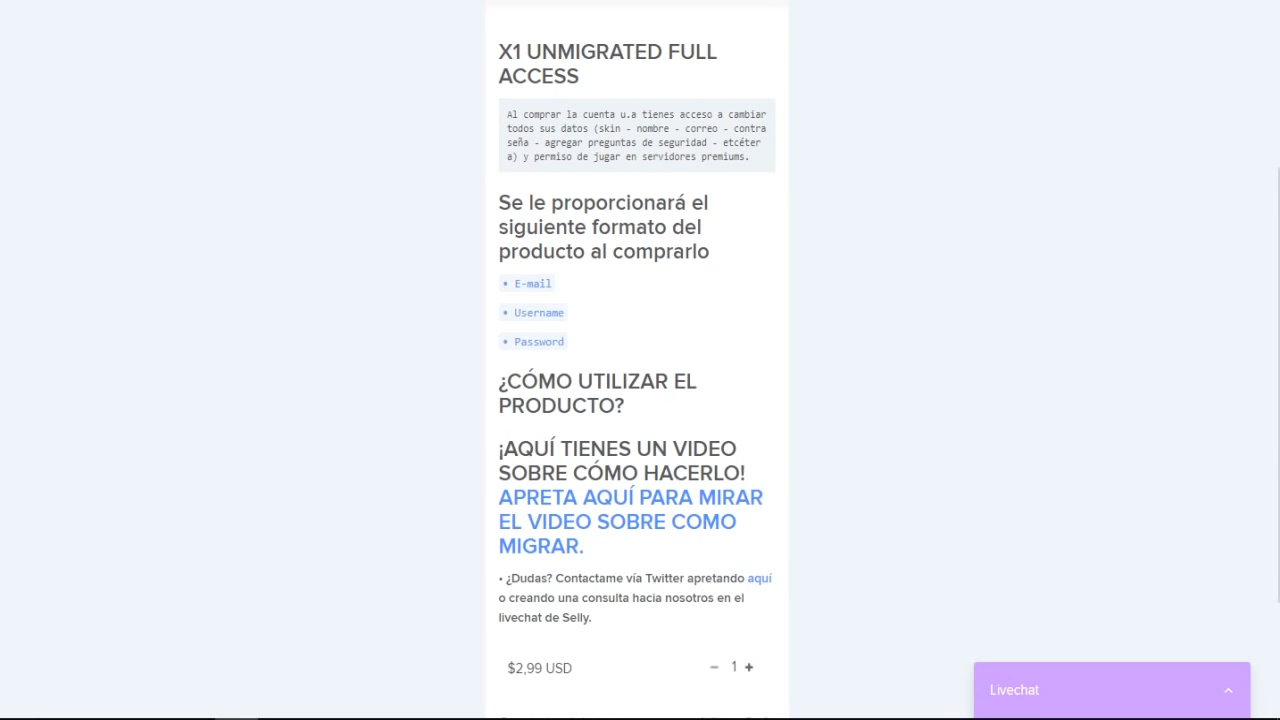 X1 UNMIGRATED FULL
ACCESS
Al comprar la cuenta u.a tienes acceso a cambiar
todos sus datos (skin - nombre - correo - contra
seña - agregar preguntas de seguridad - etcéter
a) y permiso de jugar en servidores premiums.
Se le proporcionará el
siguiente formato del
producto al comprarlo
• E-mail
• Username
• Password
¿CÓMO UTILIZAR EL
PRODUCTO?
¡AQUÍ TIENES UN VIDEO
SOBRE CÓMO HACERLO!
APRETA AQUÍ PARA MIRAR
EL VIDEO SOBRE COMO
MIGRAR.
• ¿Dudas? Contactame vía Twitter apretando aquí
o creando una consulta hacia nosotros en el
livechat de Selly.
$2,99 USD
− 1 +
Livechat